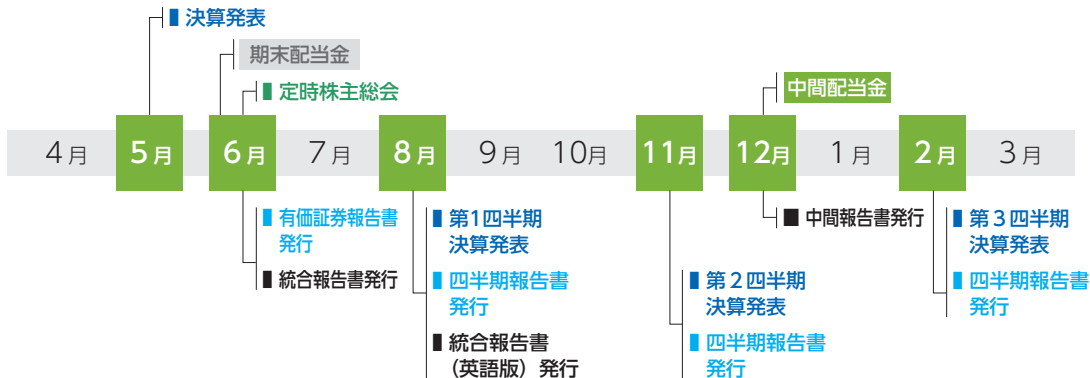 決算発表
期末配当金
定時株主総会
中間配当金
4月 5月 6月 7月 8月 9月 10月 11月 12月 1月 2月 3月
有価証券報告書
発行
統合報告書発行
第1四半期
決算発表
四半期報告書
発行
統合報告書
（英語版）発行
第２四半期
決算発表
四半期報告書
発行
中間報告書発行
第３四半期
決算発表
四半期報告書
発行